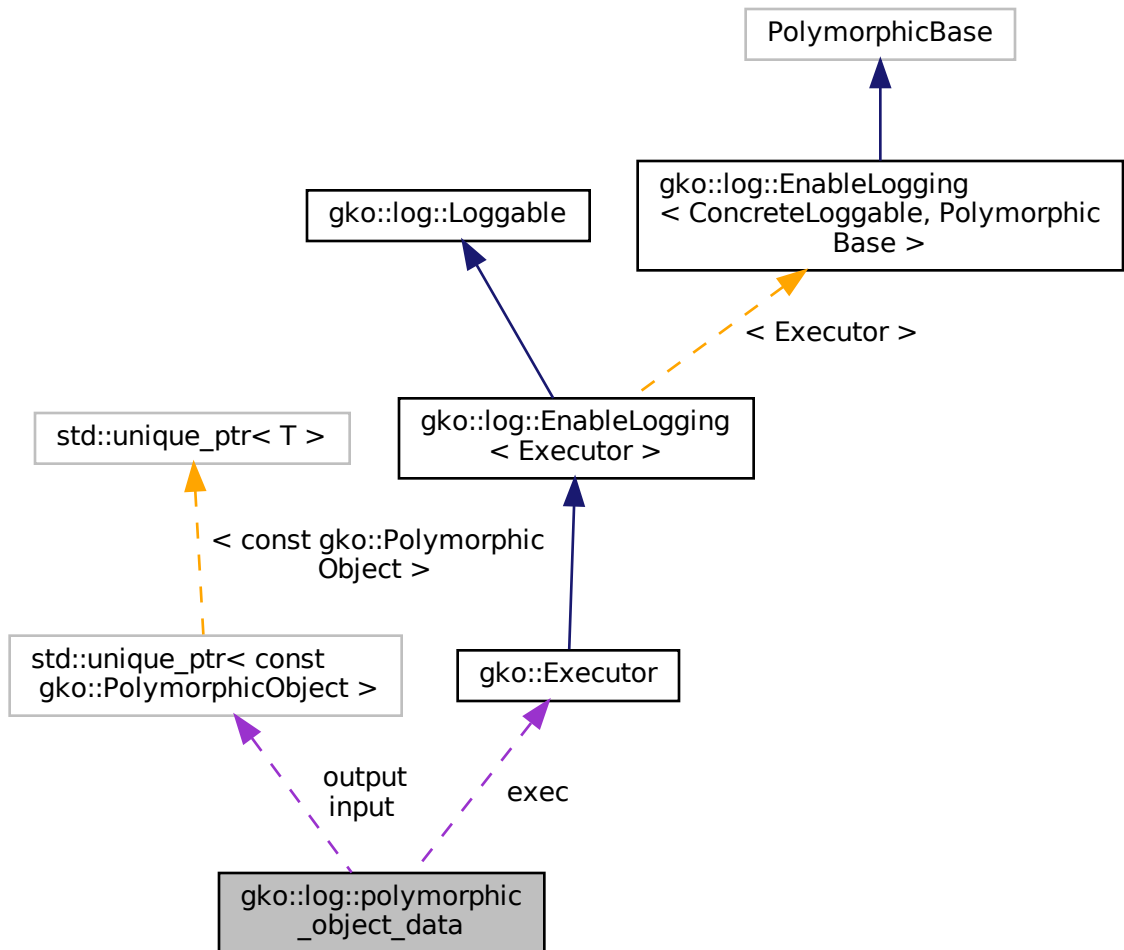 PolymorphicBase
gko::log::EnableLogging
< ConcreteLoggable, Polymorphic
Base >
gko::log::Loggable
< Executor >
gko::log::EnableLogging
< Executor >
std::unique_ptr< T >
< const gko::Polymorphic
Object >
std::unique_ptr< const
gko::PolymorphicObject >
gko::Executor
output
input
exec
gko::log::polymorphic
_object_data